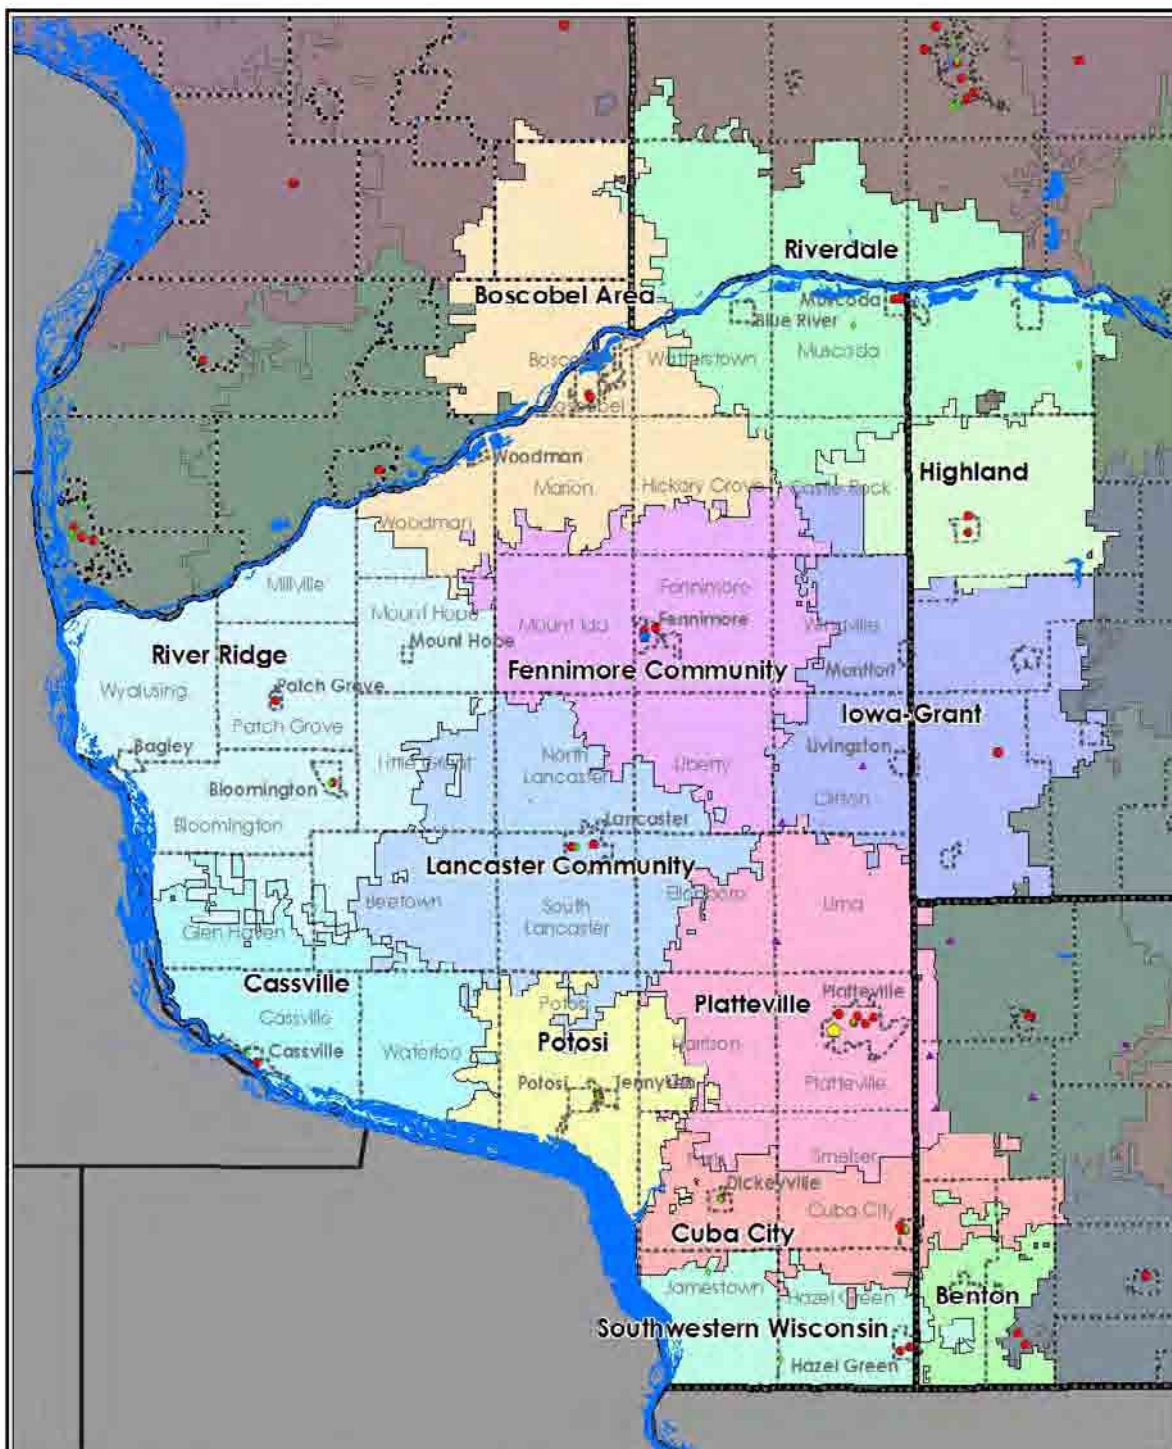 Riverdale
Boscobel Area
Muscoda
Blue River
Muscoda
Watterstown
Boscobel
Highland
Woodman
Marion
Hickory Grove
Castle Rock
Woodman
Millville
Fennimore
Mount Hope
Mount Ida
Fennimore
Wingville
Mount Hope
River Ridge
Fennimore Community
Montfort
Patch Grove
Wyalusing
Patch Grove
Iowa-Grant
Bagley
Little Grant
North
Lancaster
Liberty
Livingston
Bloomington
Clifton
Bloomington
Lancaster
Lancaster Community
Ellenboro
Beetown
South
Lancaster
Lima
Glen Haven
Cassville
Platteville
Platteville
Potosi
Cassville
Potosi
Harrison
Cassville
Waterloo
Potosi
Tennyson
Platteville
Paris
Smelser
Dickeyville
Cuba City
Cuba City
Jamestown
Hazel Green
Benton
Southwestern Wisconsin
Hazel Green